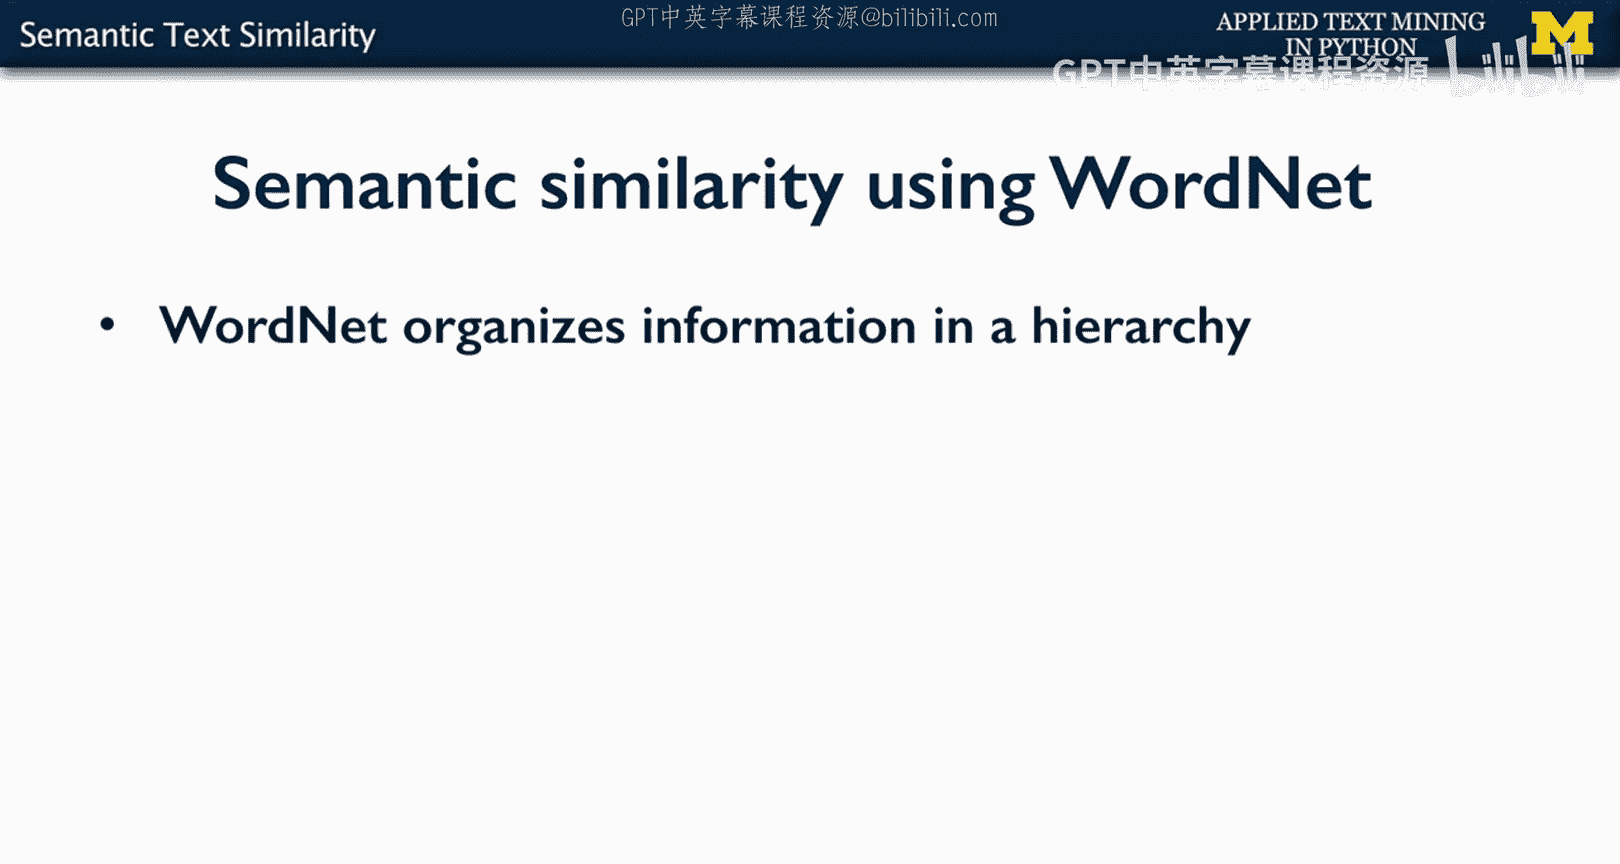 Semantic Text Similarity
GPT中英字幕课程资源@bilibili.com
APPLIED TEXT MINING
IN PYTHON
M
GPT中英字幕课程资源 bilibili
Semantic similarity using WordNet
• WordNet organizes information in a hierarchy